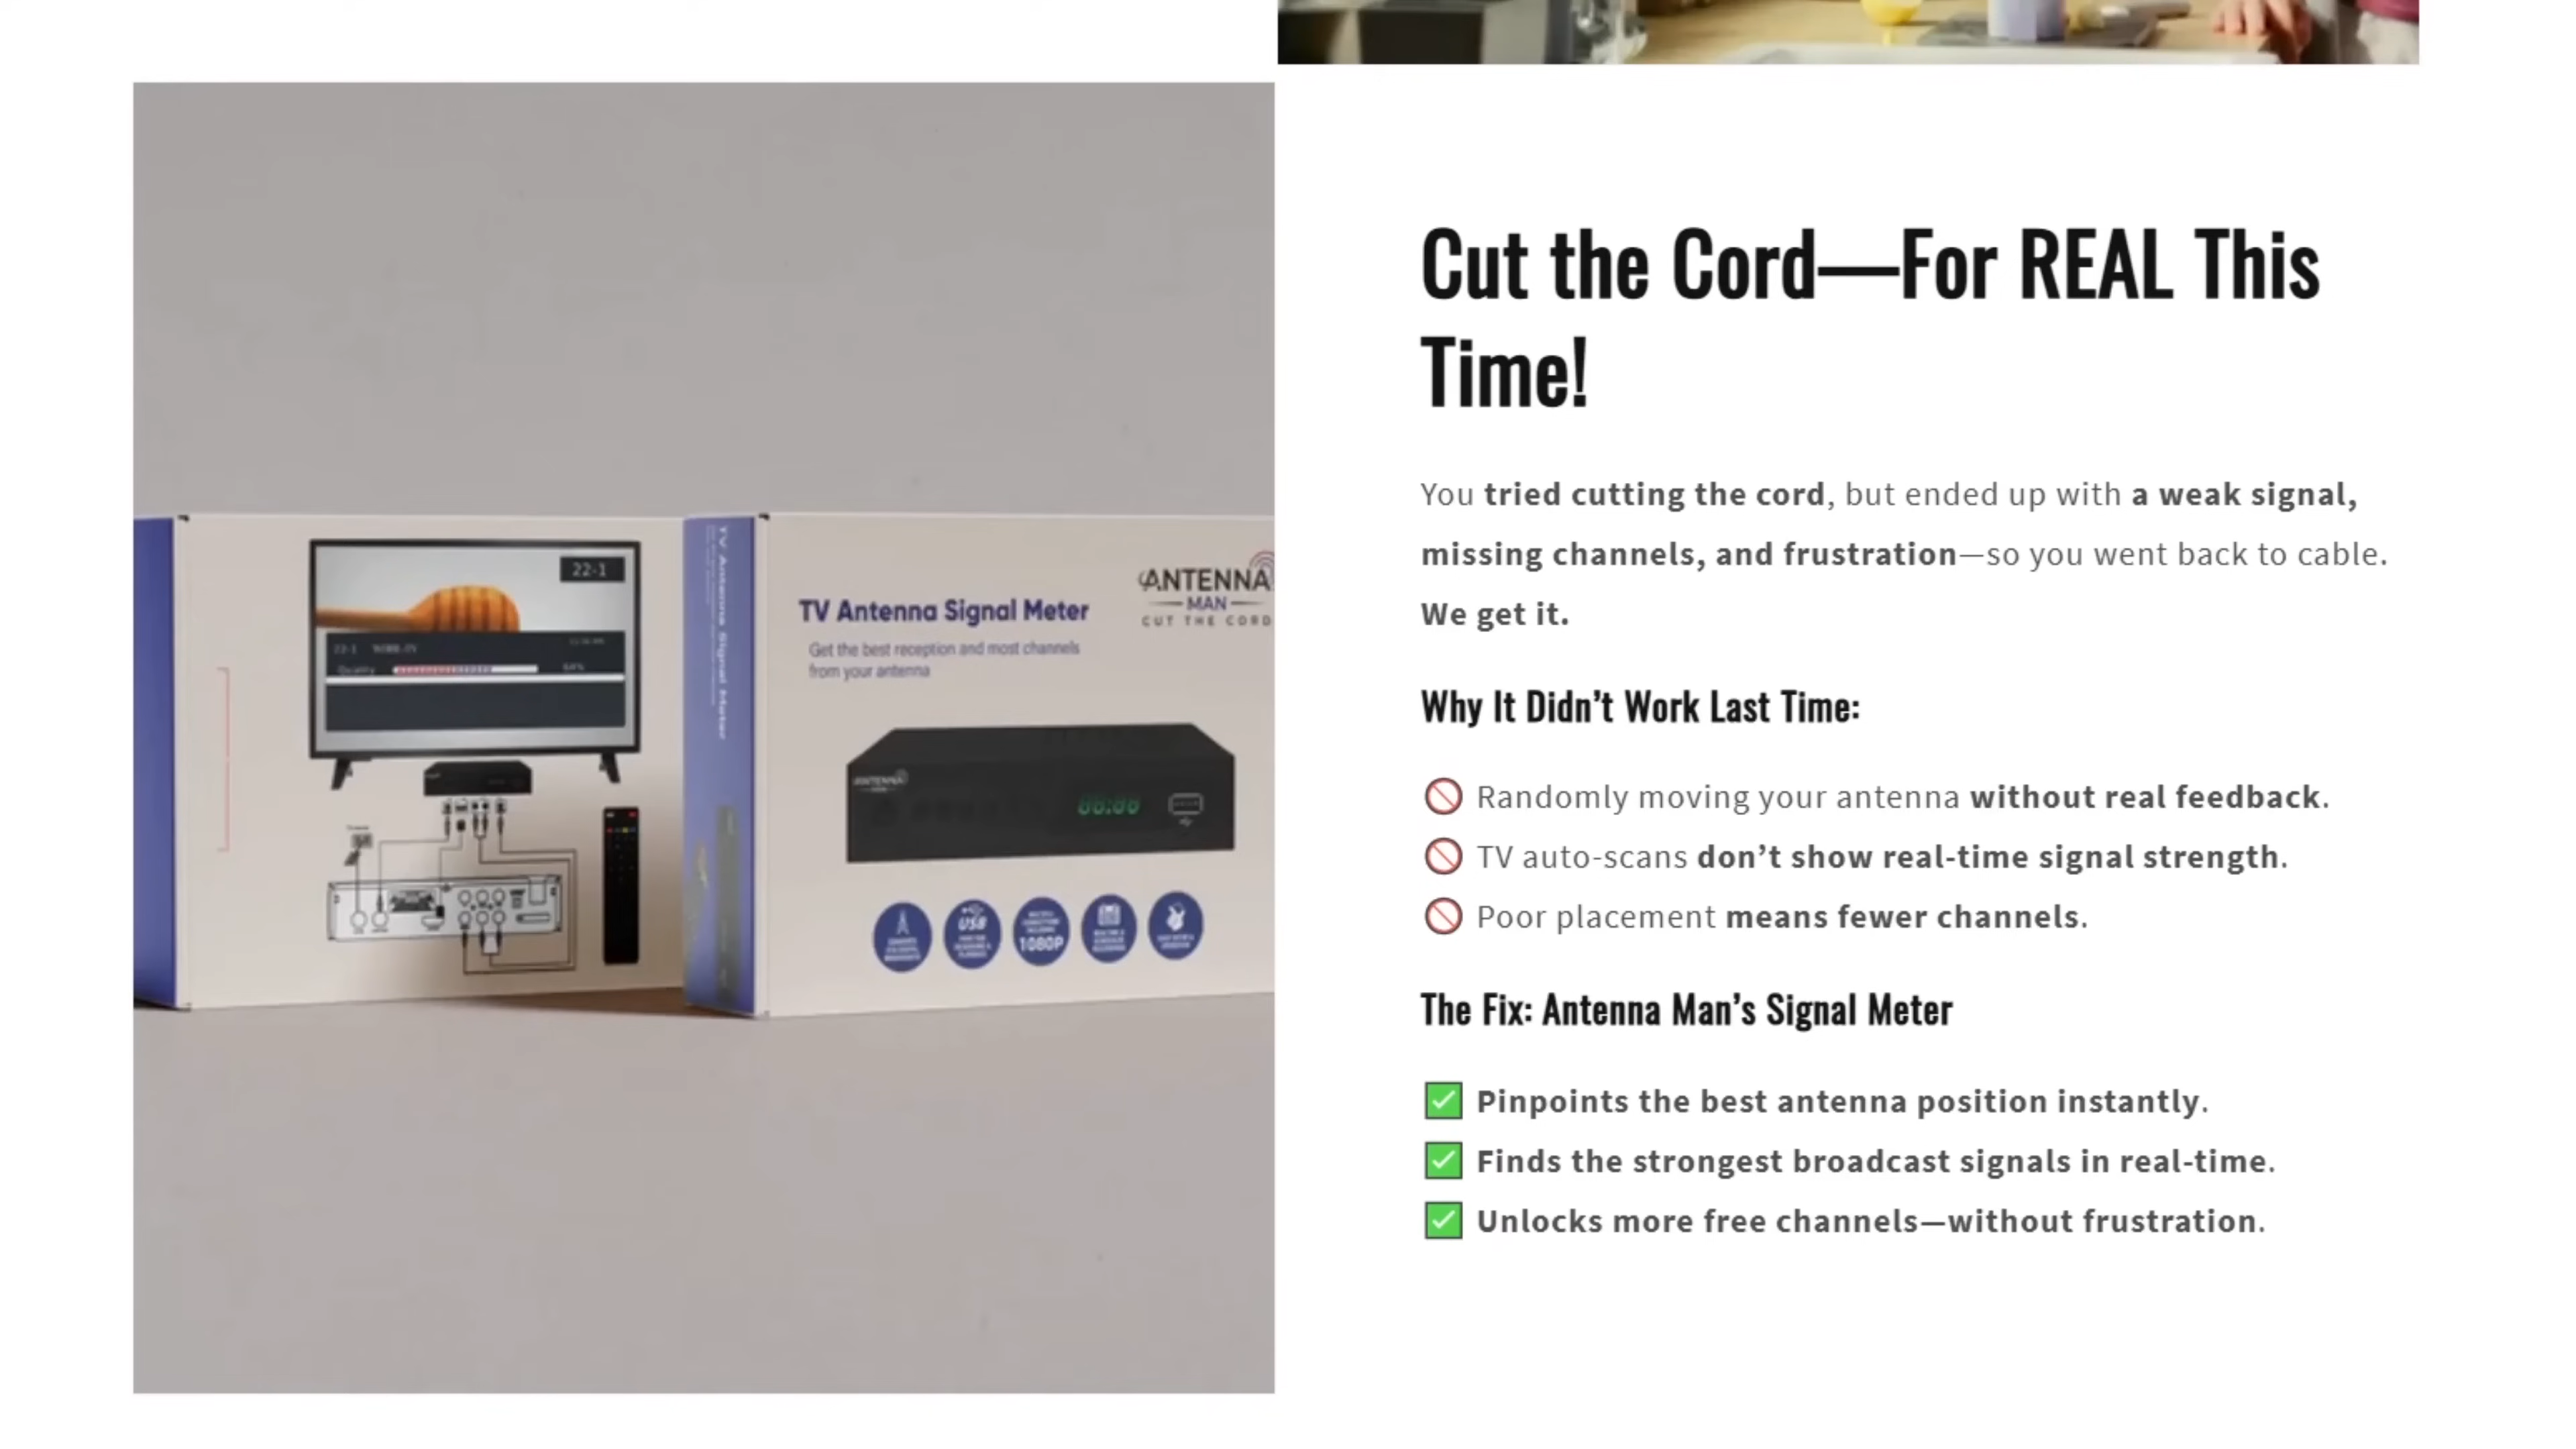 22-1
TV Antenna Signal Meter
TV Antenna Signal Meter
Get the best reception and most channels
from your antenna
ANTENNA
MAN
CUT THE CORD
ANTENNA
USB
1080P
Cut the Cord—For REAL This
Time!
You tried cutting the cord, but ended up with a weak signal,
missing channels, and frustration—so you went back to cable.
We get it.
Why It Didn’t Work Last Time:
🚫 Randomly moving your antenna without real feedback.
🚫 TV auto-scans don’t show real-time signal strength.
🚫 Poor placement means fewer channels.
The Fix: Antenna Man’s Signal Meter
✅ Pinpoints the best antenna position instantly.
✅ Finds the strongest broadcast signals in real-time.
✅ Unlocks more free channels—without frustration.